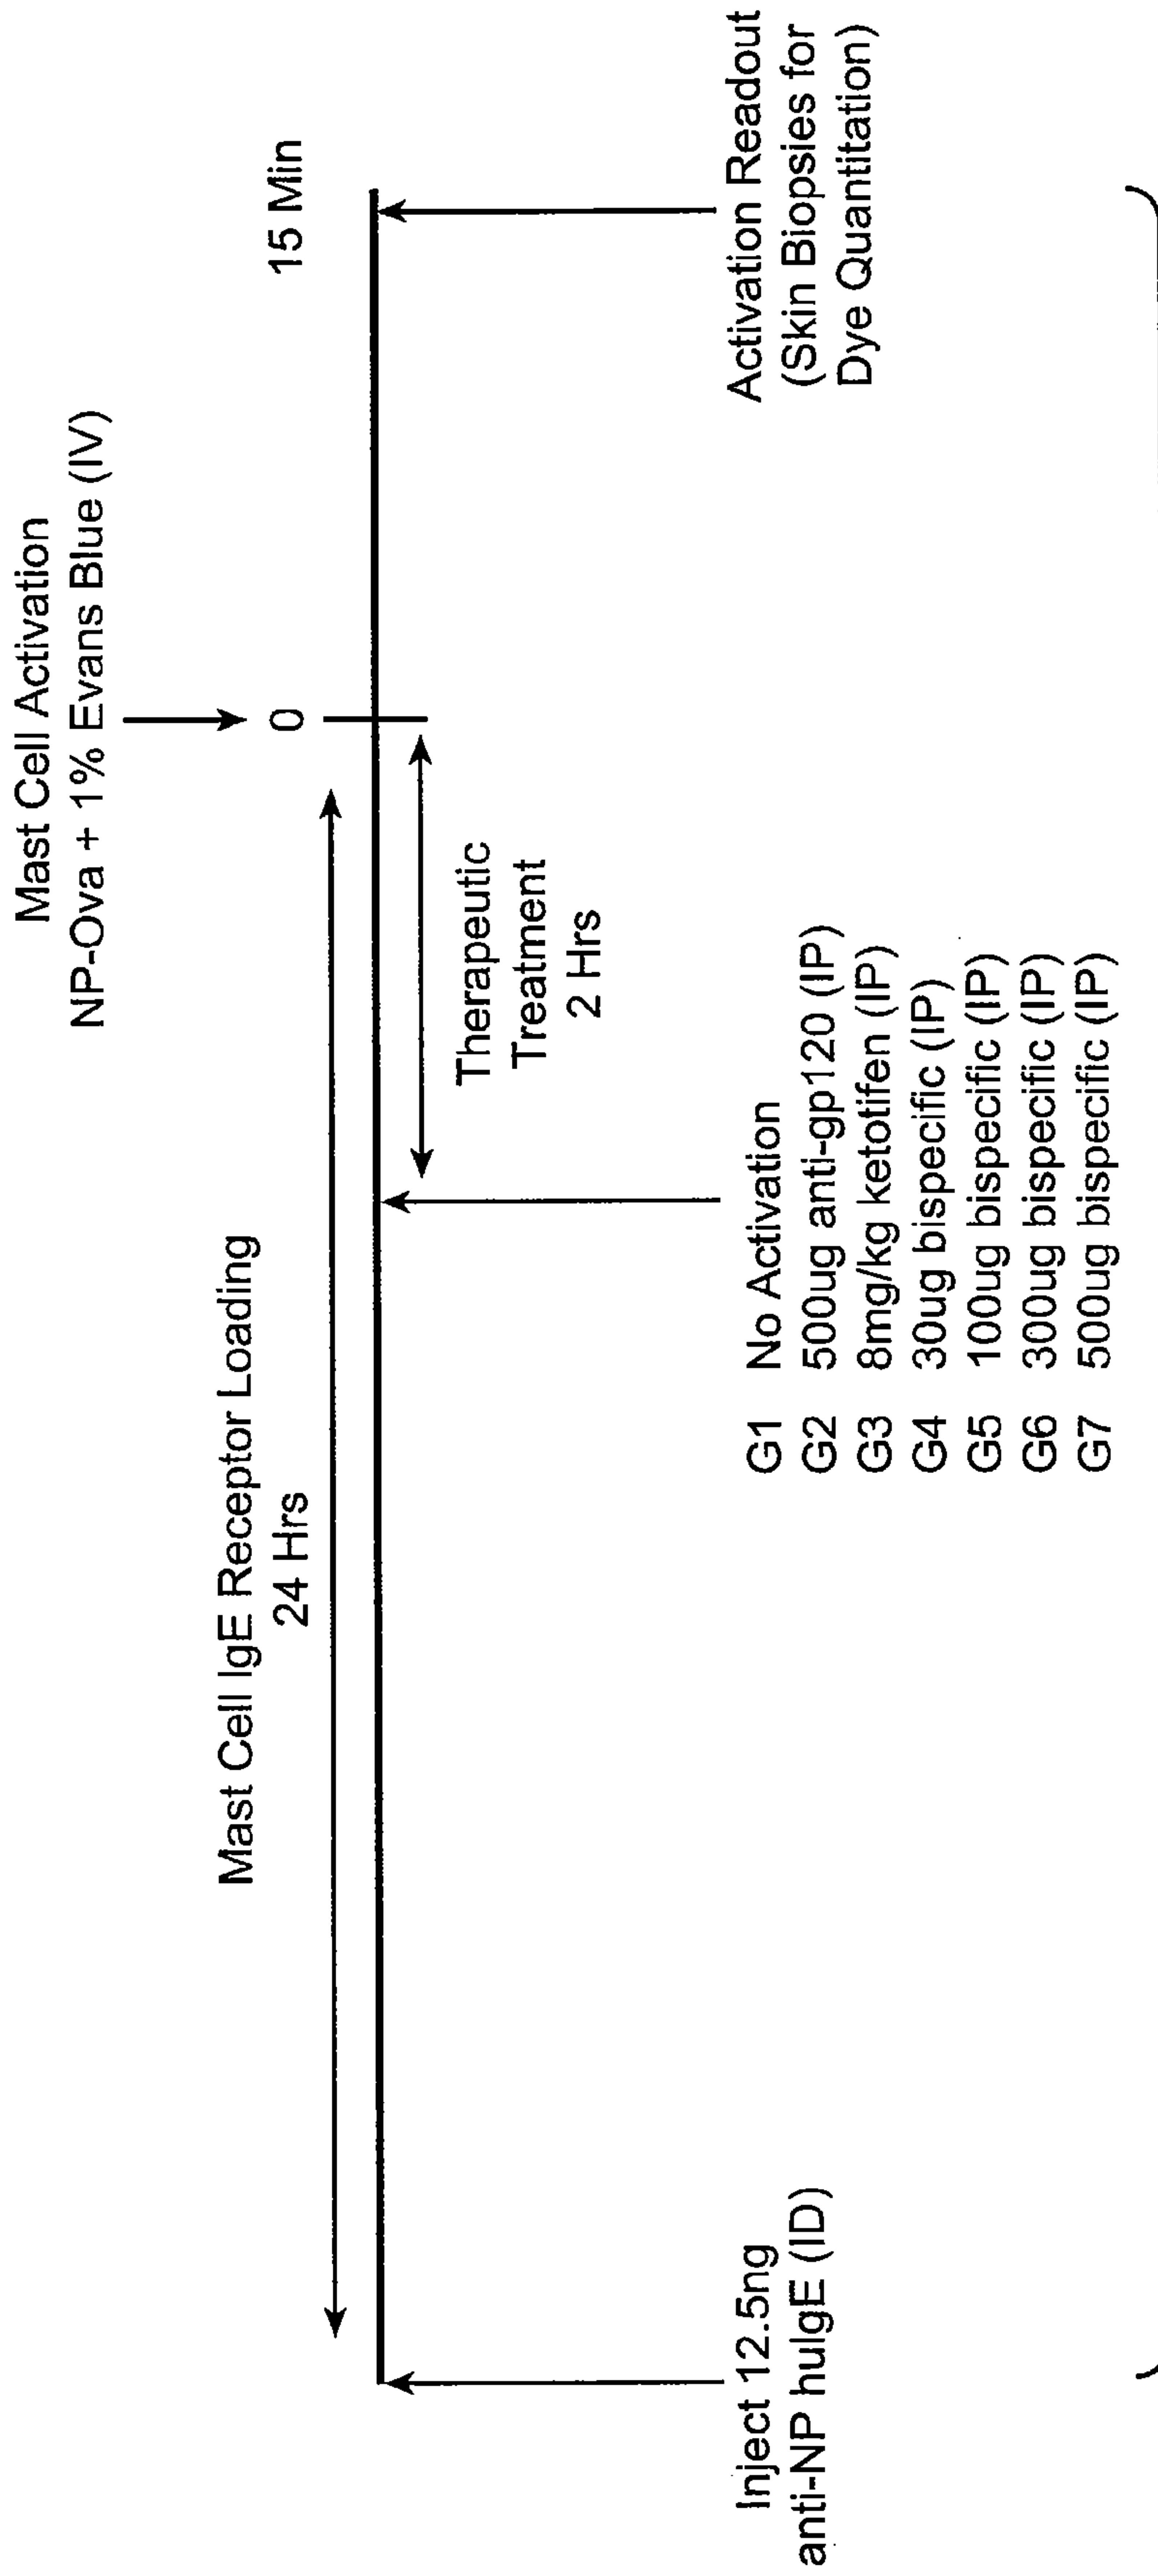 Mast Cell Activation
NP-Ova + 1% Evans Blue (IV)
Mast Cell IgE Receptor Loading
24 Hrs
0
15 Min
Therapeutic
Treatment
2 Hrs
Inject 12.5ng
anti-NP huIgE (ID)
G1 No Activation
G2 500ug anti-gp120 (IP)
G3 8mg/kg ketotifen (IP)
G4 30ug bispecific (IP)
G5 100ug bispecific (IP)
G6 300ug bispecific (IP)
G7 500ug bispecific (IP)
Activation Readout
(Skin Biopsies for
Dye Quantitation)